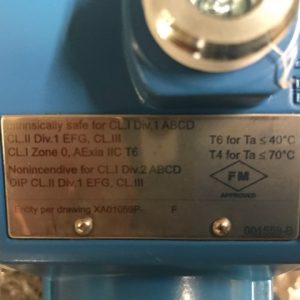 Intrinsically safe for CL.I Div.1 ABCD
CL.II Div.1 EFG, CL.III
CL.I Zone 0, AExia IIC T6
Nonincendive for CL.I Div.2 ABCD
DIP CL.II Div.1 EFG, CL.III
Entity per drawing XA01059P- F
T6 for Ta ≤ 40°C
T4 for Ta ≤ 70°C
FM
APPROVED
001559-B